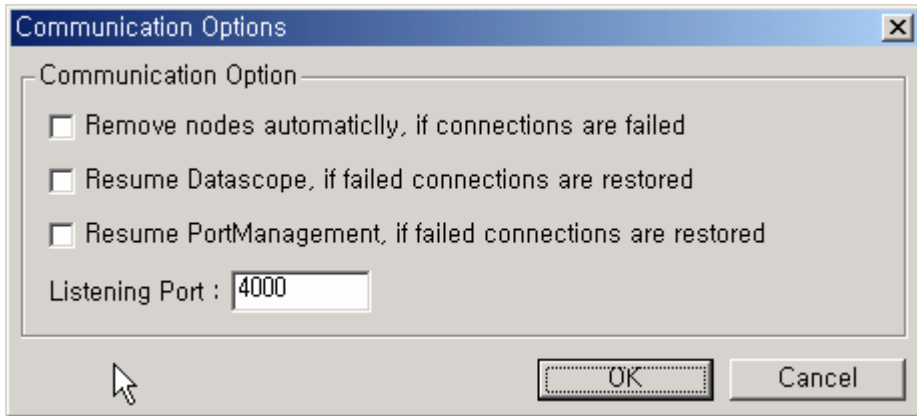 Communication Options
Communication Option
Remove nodes automaticlly, if connections are failed
Resume Datascope, if failed connections are restored
Resume PortManagement, if failed connections are restored
Listening Port : 4000
OK Cancel